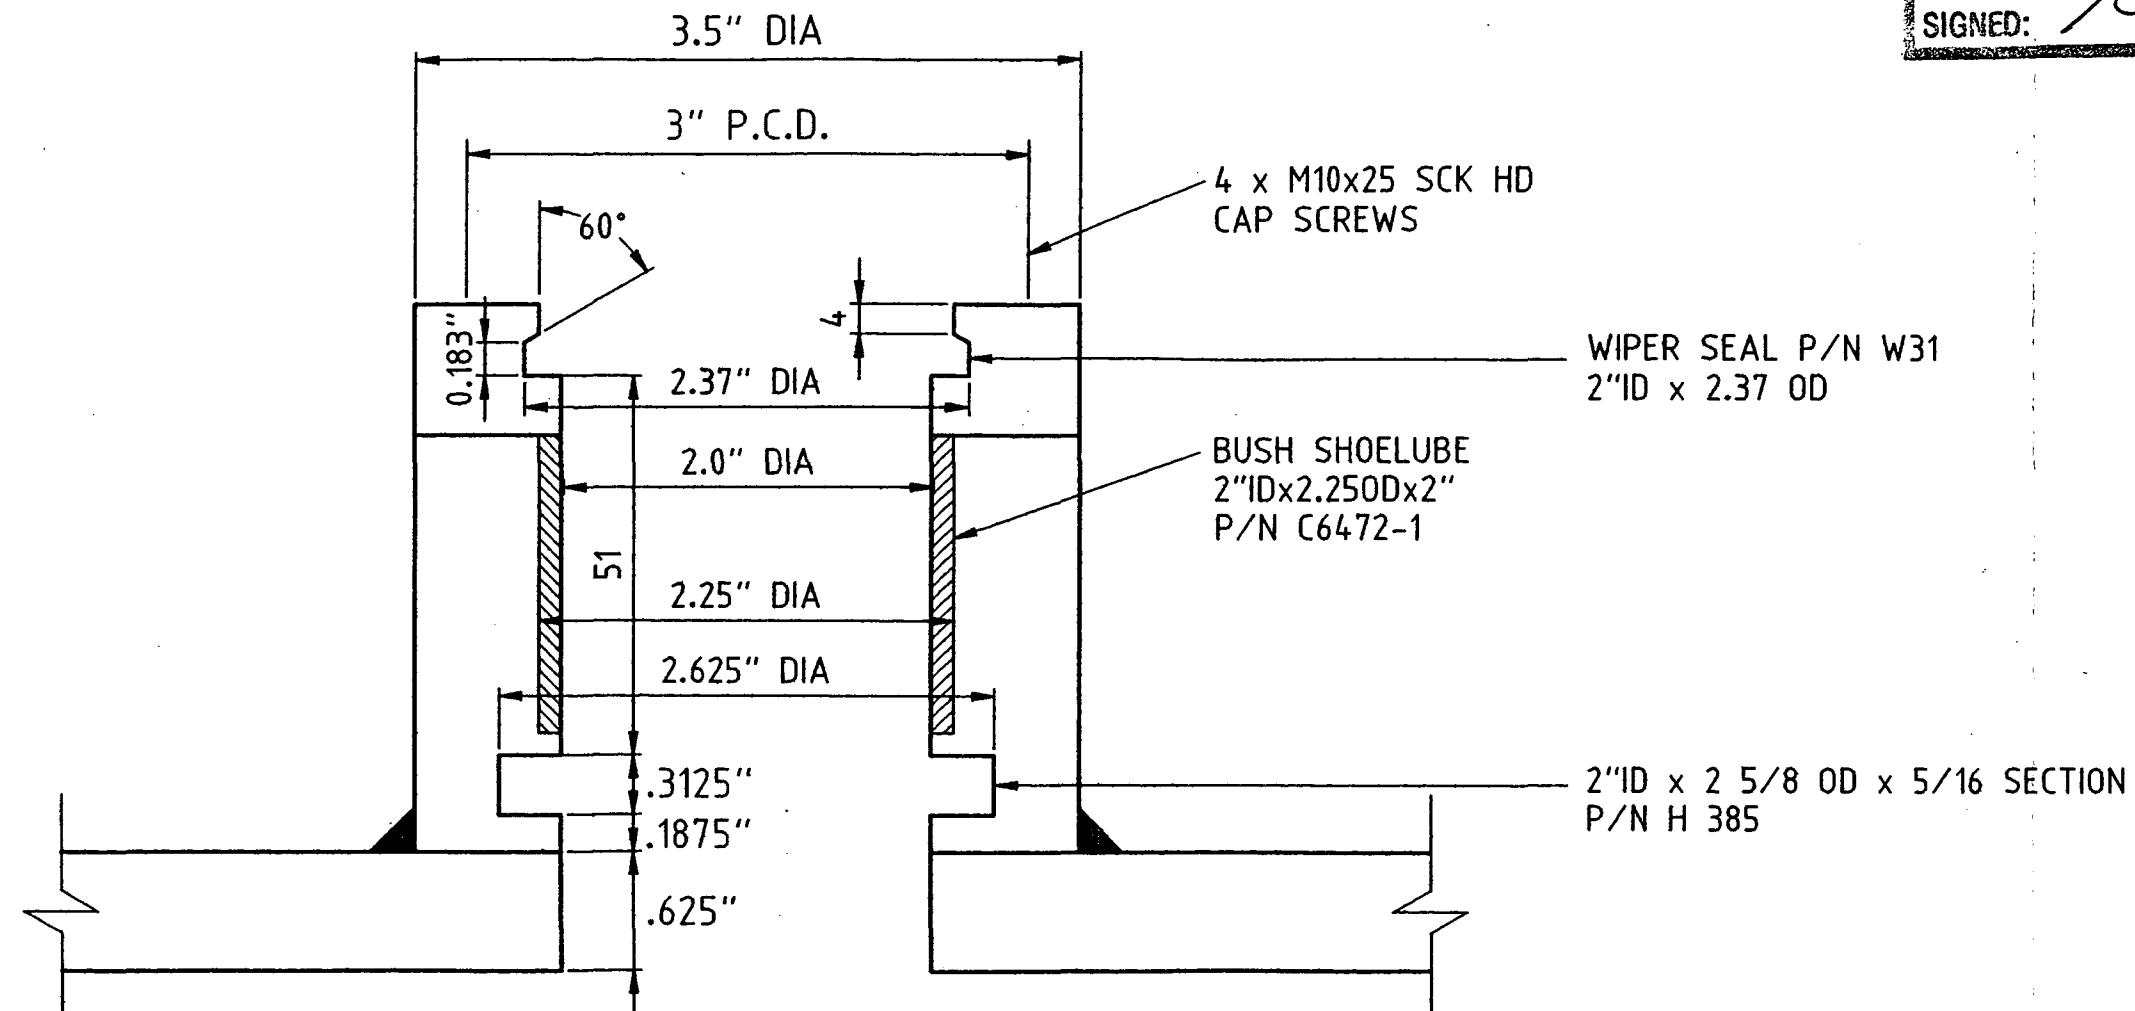 SIGNED:
3.5" DIA
3" P.C.D.
4 x M10x25 SCK HD
CAP SCREWS
60°
4
0.183"
WIPER SEAL P/N W31
2"ID x 2.37 OD
2.37" DIA
BUSH SHOELUBE
2"IDx2.25ODx2"
P/N C6472-1
2.0" DIA
51
2.25" DIA
2.625" DIA
.3125"
2"ID x 2 5/8 OD x 5/16 SECTION
P/N H 385
.1875"
.625"